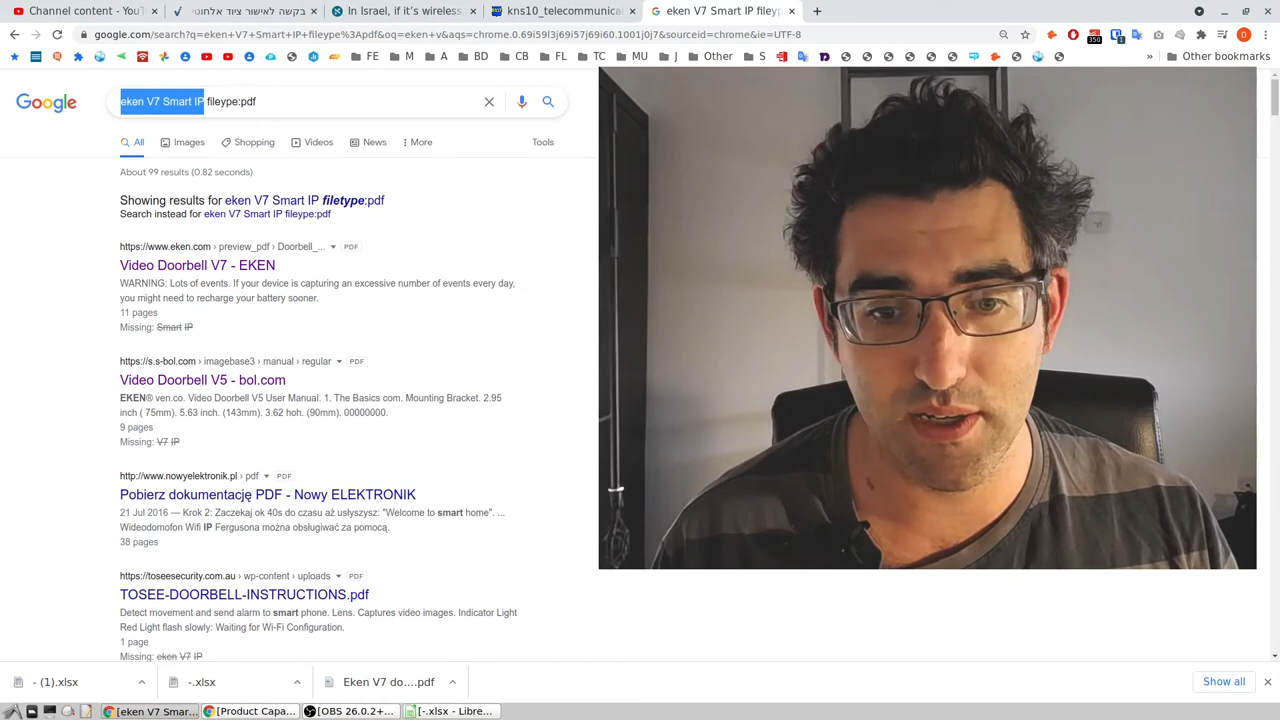 Channel content - YouT
בקשה לאישור ציוד אלחוטי
In Israel, if it's wireless
kns10_telecommunica
eken V7 Smart IP fileyp
google.com/search?q=eken+V7+Smart+IP+fileype%3Apdf&oq=eken+v&aqs=chrome.0.69i59l3j69i57j69i60.1001j0j7&sourceid=chrome&ie=UTF-8
350
1
D
FE
M
A
BD
CB
FL
TC
MU
J
Other
S
»
Other bookmarks
Google
eken V7 Smart IP fileype:pdf
All
Images
Shopping
Videos
News
More
Tools
About 99 results (0.82 seconds)
Showing results for eken V7 Smart IP filetype:pdf
Search instead for eken V7 Smart IP fileype:pdf
https://www.eken.com › preview_pdf › Doorbell_... PDF
Video Doorbell V7 - EKEN
WARNING: Lots of events. If your device is capturing an excessive number of events every day,
you might need to recharge your battery sooner.
11 pages
Missing: Smart IP
https://s.s-bol.com › imagebase3 › manual › regular PDF
Video Doorbell V5 - bol.com
EKEN® ven.co. Video Doorbell V5 User Manual. 1. The Basics com. Mounting Bracket. 2.95
inch ( 75mm). 5.63 inch. (143mm). 3.62 hoh. (90mm). 00000000.
9 pages
Missing: V7 IP
http://www.nowyelektronik.pl › pdf PDF
Pobierz dokumentację PDF - Nowy ELEKTRONIK
21 Jul 2016 — Krok 2: Zaczekaj ok 40s do czasu aż usłyszysz: "Welcome to smart home". ...
Wideodomofon Wifi IP Fergusona można obsługiwać za pomocą.
38 pages
https://toseesecurity.com.au › wp-content › uploads PDF
TOSEE-DOORBELL-INSTRUCTIONS.pdf
Detect movement and send alarm to smart phone. Lens. Captures video images. Indicator Light
Red Light flash slowly: Waiting for Wi-Fi Configuration.
1 page
Missing: eken V7 IP
- (1).xlsx
-.xlsx
Eken V7 do....pdf
Show all
[eken V7 Smar...
[Product Capa...
[OBS 26.0.2+...
[-.xlsx - Libre...